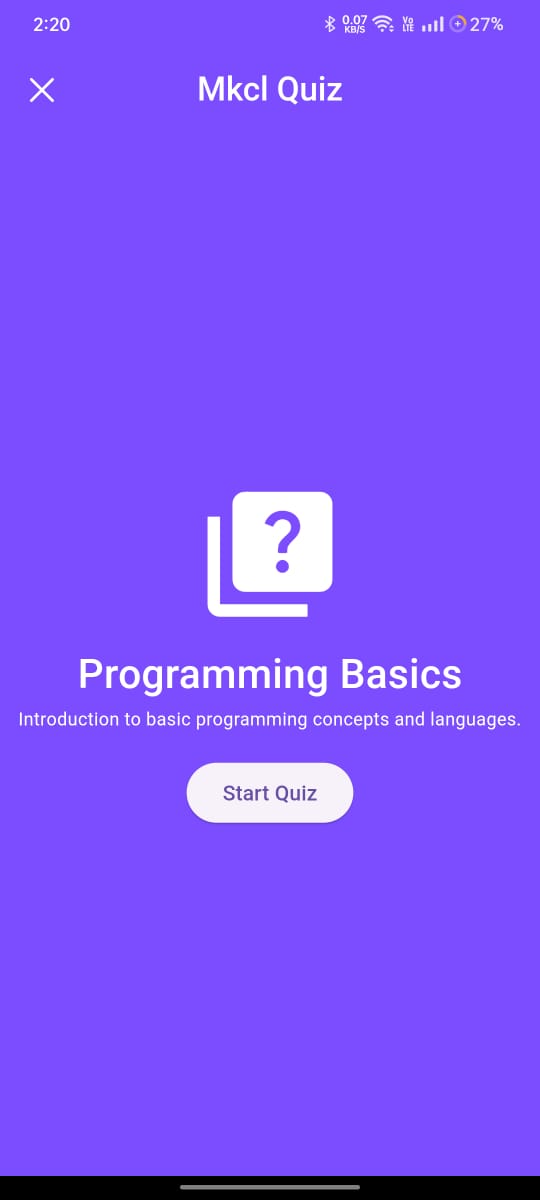 2:20
0.07
KB/S
Vo
LTE
27%
Mkcl Quiz
?
Programming Basics
Introduction to basic programming concepts and languages.
Start Quiz